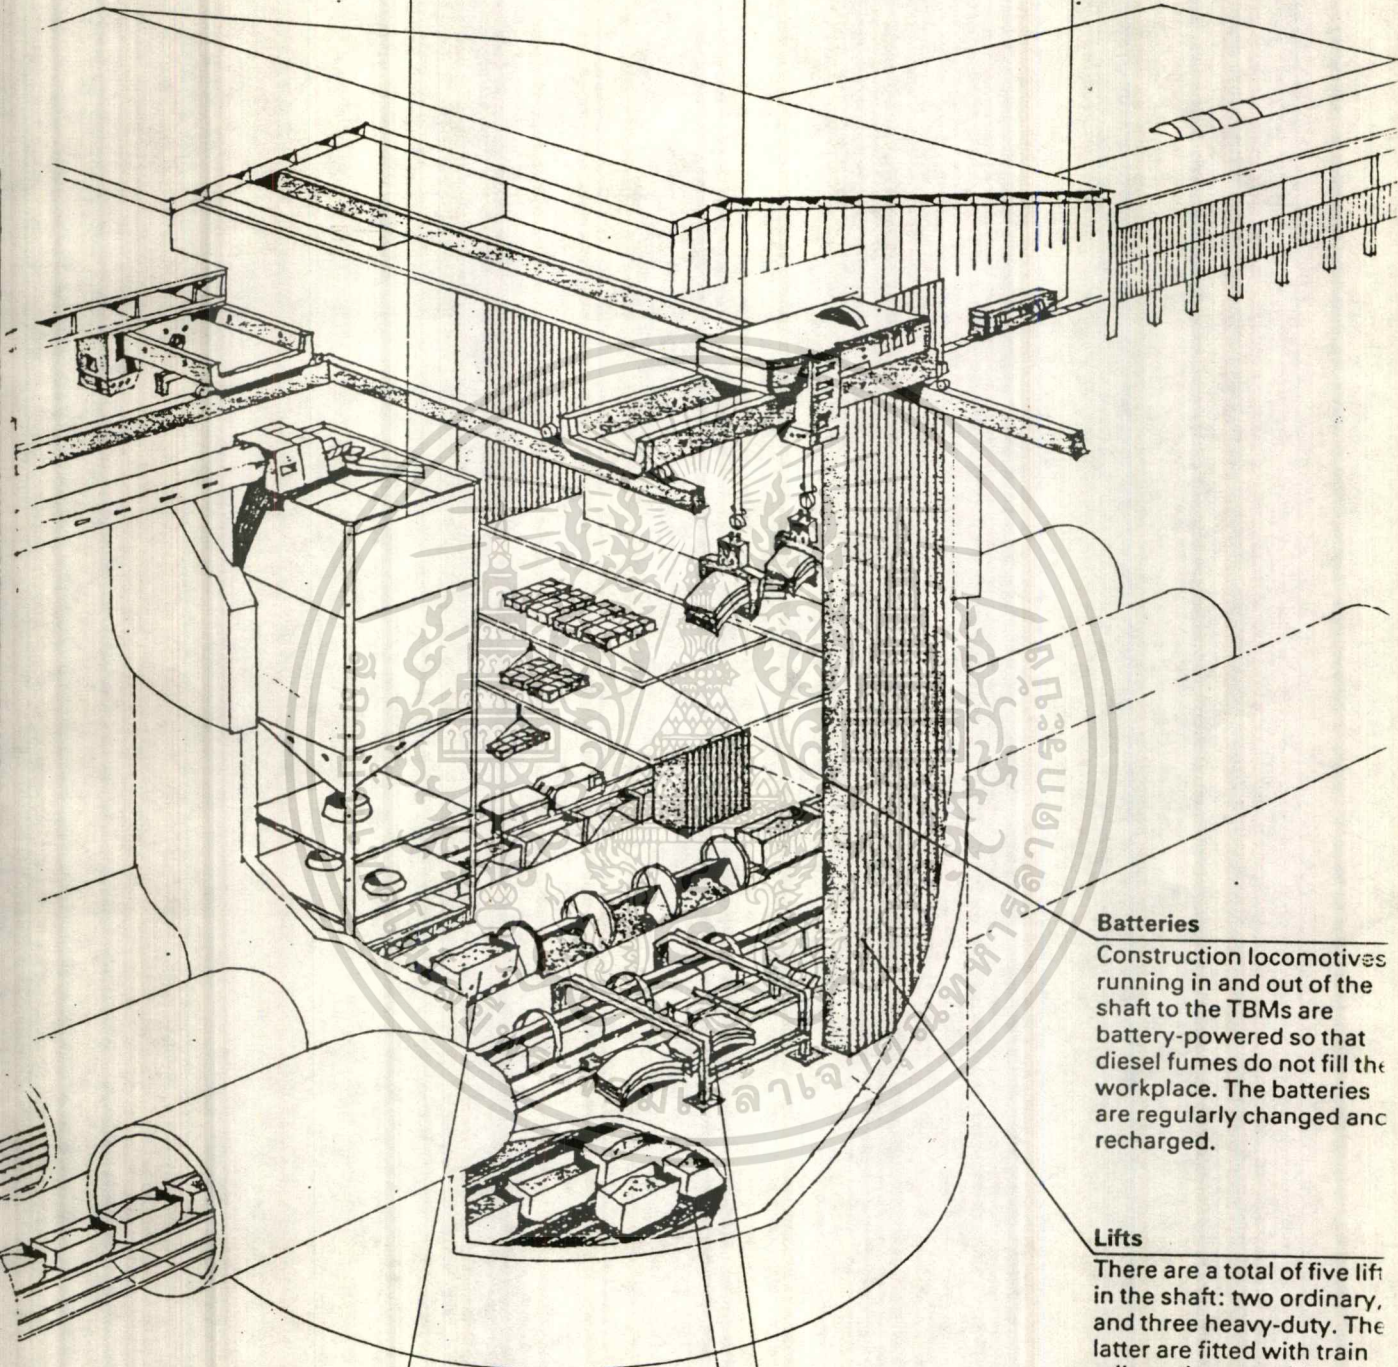 Batteries
Construction locomotives
running in and out of the
shaft to the TBMs are
battery-powered so that
diesel fumes do not fill the
workplace. The batteries
are regularly changed and
recharged.
Lifts
There are a total of five lift
in the shaft: two ordinary,
and three heavy-duty. The
latter are fitted with train